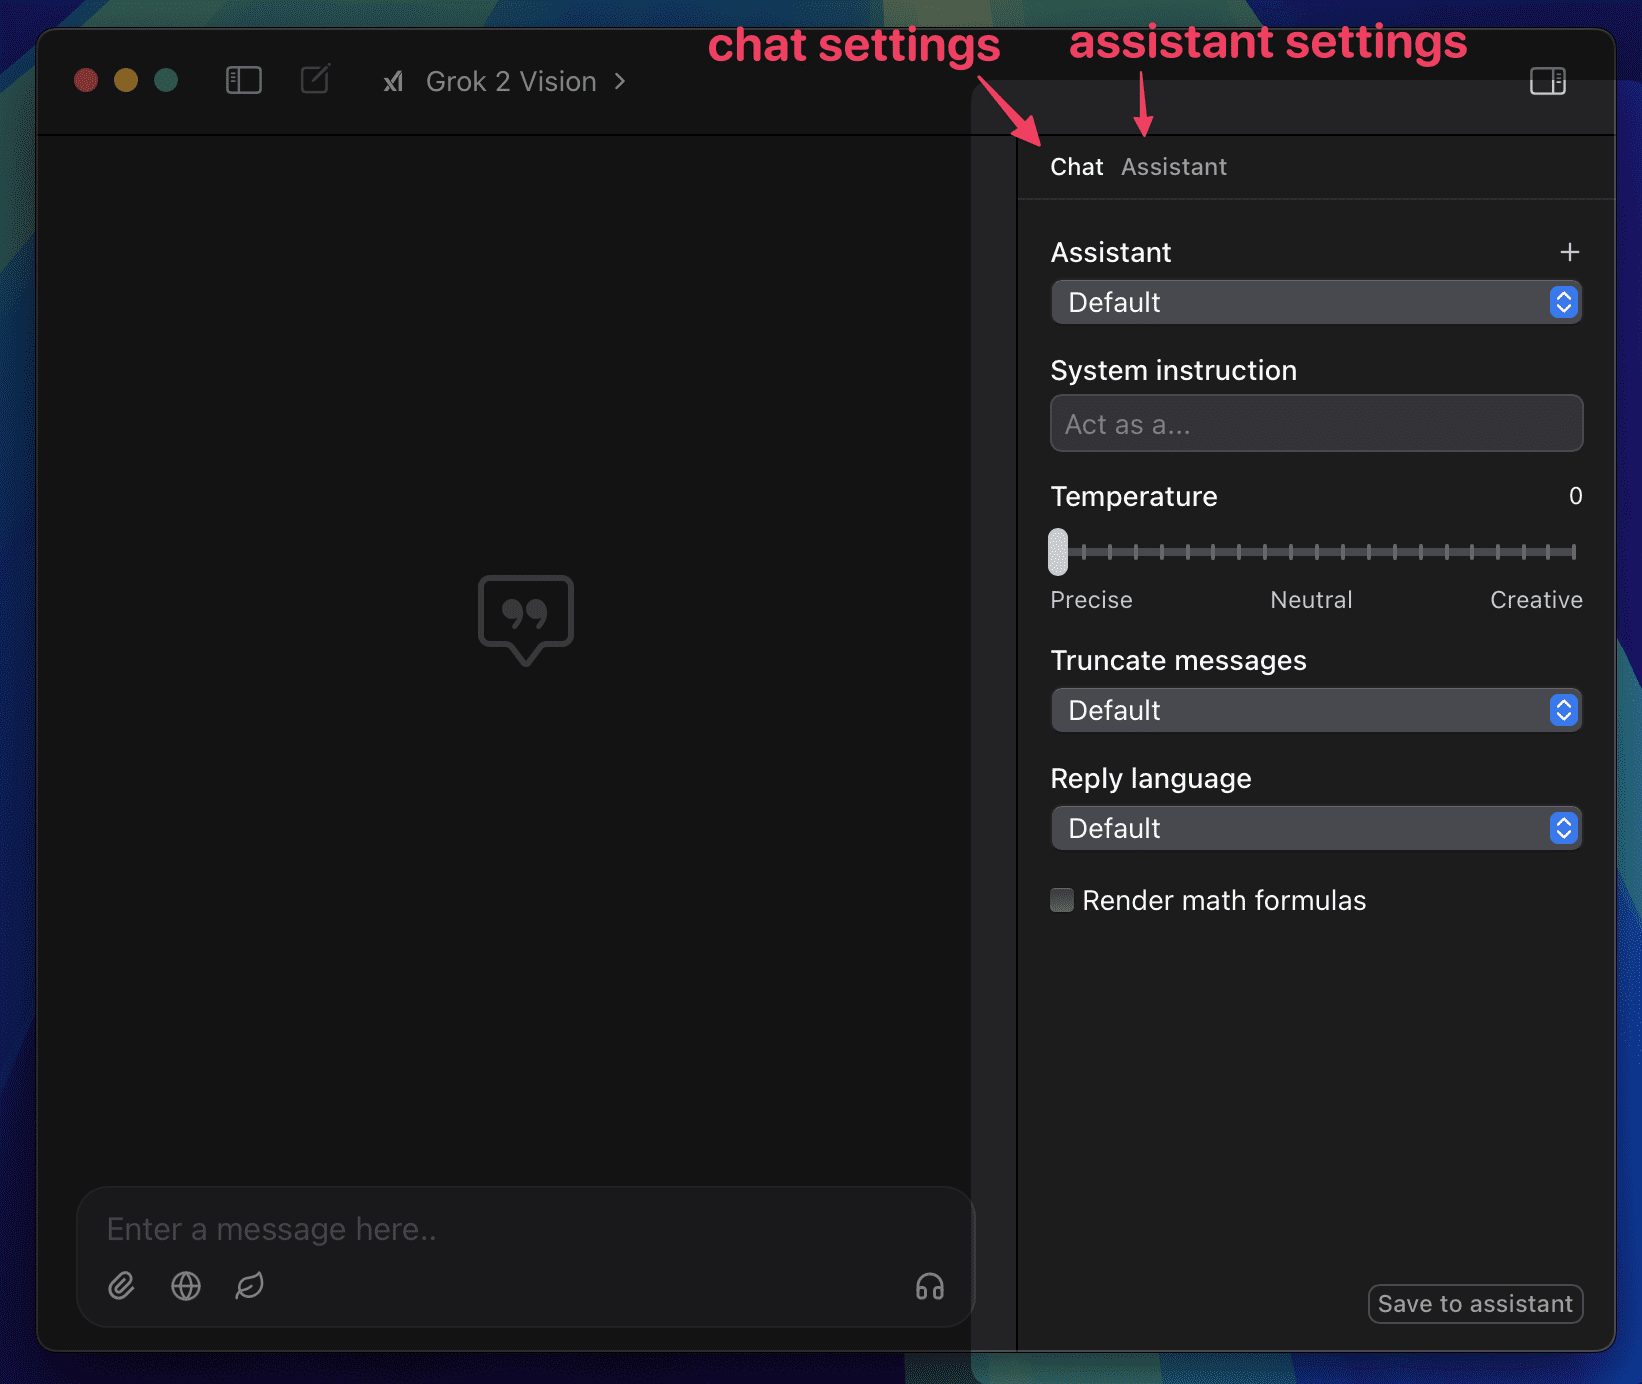 chat settings
assistant settings
Grok 2 Vision
Chat
Assistant
Assistant
Default
System instruction
Act as a...
Temperature
0
Precise
Neutral
Creative
Truncate messages
Default
Reply language
Default
Render math formulas
Enter a message here..
Save to assistant